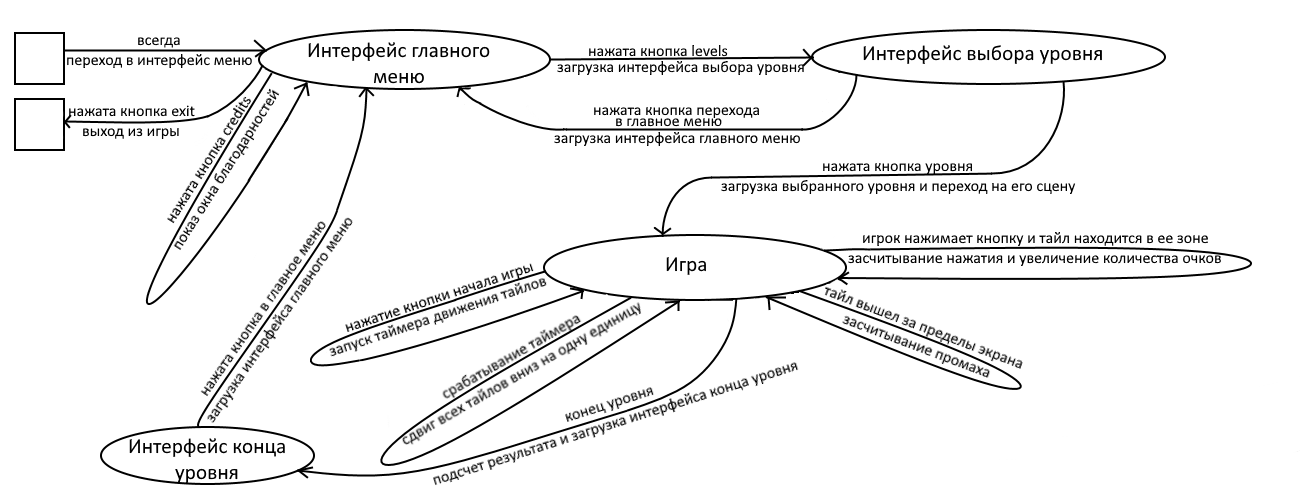 всегда
переход в интерфейс меню
Интерфейс главного
меню
нажата кнопка levels
загрузка интерфейса выбора уровня
Интерфейс выбора уровня
нажата кнопка exit
выход из игры
нажата кнопка credits
показ окна благодарностей
нажата кнопка перехода
в главное меню
загрузка интерфейса главного меню
нажата кнопка уровня
загрузка выбранного уровня и переход на его сцену
Игра
игрок нажимает кнопку и тайл находится в ее зоне
засчитывание нажатия и увеличение количества очков
нажатие кнопки начала игры
запуск таймера движения тайлов
срабатывание таймера
сдвиг всех тайлов вниз на одну единицу
тайл вышел за пределы экрана
засчитывание промаха
нажата кнопка в главное меню
загрузка интерфейса главного меню
конец уровня
подсчет результата и загрузка интерфейса конца уровня
Интерфейс конца
уровня